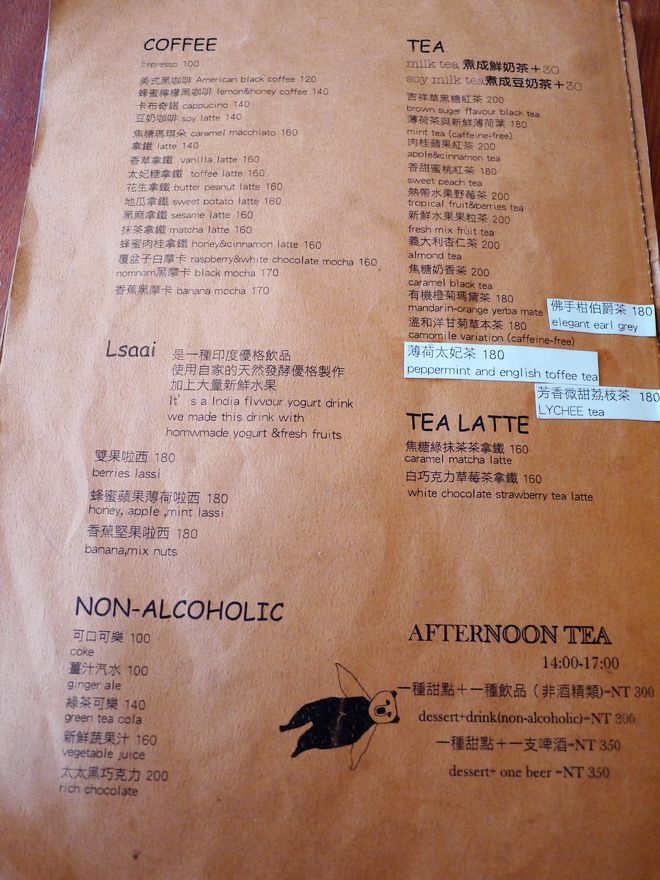 COFFEE
Espresso 100
美式黑咖啡 American black coffee 120
蜂蜜檸檬黑咖啡 lemon&honey coffee 140
卡布奇諾 cappucino 140
豆奶咖啡 soy latte 140
焦糖瑪琪朵 caramel macchiato 160
拿鐵 latte 140
香草拿鐵 vanilla latte 160
太妃糖拿鐵 toffee latte 160
花生拿鐵 butter peanut latte 160
地瓜拿鐵 sweet potato latte 160
黑麻拿鐵 sesame latte 160
抹茶拿鐵 matcha latte 160
蜂蜜肉桂拿鐵 honey&cinnamon latte 160
覆盆子白摩卡 raspberry&white chocolate mocha 160
nomnom黑摩卡 black mocha 170
香蕉黑摩卡 banana mocha 170
Lsaai 是一種印度優格飲品
使用自家的天然發酵優格製作
加上大量新鮮水果
It's a India flvvour yogurt drink
we made this drink with
homwmade yogurt &fresh fruits
雙果啦西 180
berries lassi
蜂蜜蘋果薄荷啦西 180
honey, apple ,mint lassi
香蕉堅果啦西 180
banana,mix nuts
NON-ALCOHOLIC
可口可樂 100
coke
薑汁汽水 100
ginger ale
綠茶可樂 140
green tea cola
新鮮蔬果汁 160
vegetable juice
太太黑巧克力 200
rich chocolate
TEA
milk tea 煮成鮮奶茶+30
soy milk tea煮成豆奶茶+30
吉祥草黑糖紅茶 200
brown suger flavour black tea
薄荷茶與新鮮薄荷葉 180
mint tea (caffeine-free)
肉桂蘋果紅茶 200
apple&cinnamon tea
香甜蜜桃紅茶 180
sweet peach tea
熱帶水果野莓茶 200
tropical fruit&berries tea
新鮮水果果粒茶 200
fresh mix fruit tea
義大利杏仁茶 200
almond tea
焦糖奶香茶 200
caramel black tea
有機橙菊瑪黛茶 180
mandarin-orange yerba mate
溫和洋甘菊草本茶 180
camomile variation (caffeine-free)
佛手柑伯爵茶 180
elegant earl grey
薄荷太妃茶 180
peppermint and english toffee tea
芳香微甜荔枝茶 180
LYCHEE tea
TEA LATTE
焦糖綠抹茶茶拿鐵 160
caramel matcha latte
白巧克力草莓茶拿鐵 160
white chocolate strawberry tea latte
AFTERNOON TEA
14:00-17:00
一種甜點+一種飲品（非酒精類)=NT 300
dessert+drink(non-alcoholic)=NT 300
一種甜點+一支啤酒=NT 350
dessert+ one beer =NT 350